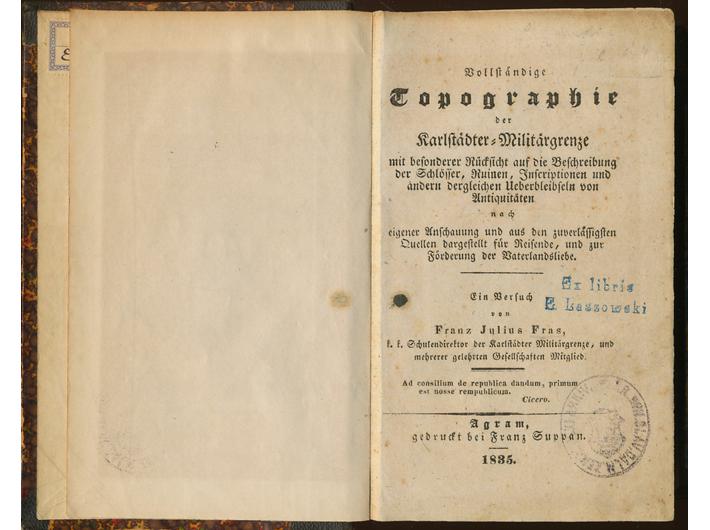 Vollständige
Topographie
der
Karlstädter-Militärgrenze
mit besonderer Rücksicht auf die Beschreibung
der Schlösser, Ruinen, Inscriptionen und
andern dergleichen Ueberbleibseln von
Antiquitäten
nach
eigener Anschauung und aus den zuverlässigsten
Quellen dargestellt für Reisende, und zur
Förderung der Vaterlandsliebe.
Ex libris
E. Laszowski
Ein Versuch
von
Franz Julius Fras,
k. k. Schulendirektor der Karlstädter Militärgrenze, und
mehrerer gelehrten Gesellschaften Mitglied.
Ad consilium de republica dandum, primum
est nosse rempublicum.
Cicero.
Agram,
gedruckt bei Franz Suppan.
1835.